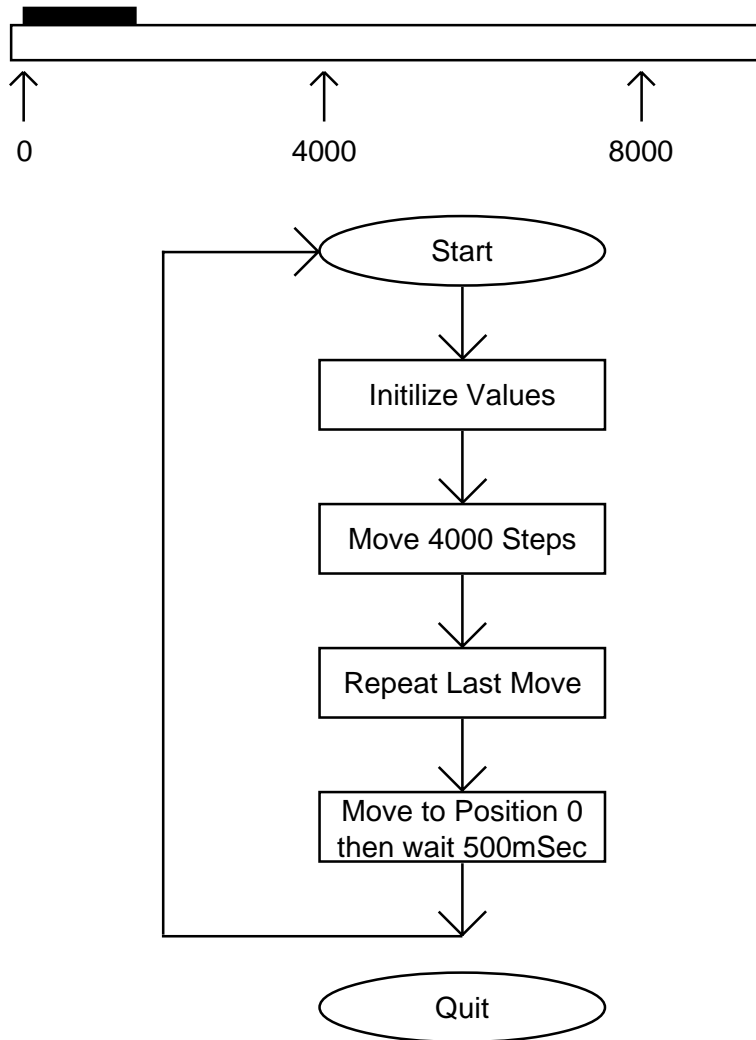 0 4000 8000
Start
Initilize Values
Move 4000 Steps
Repeat Last Move
Move to Position 0
then wait 500mSec
Quit